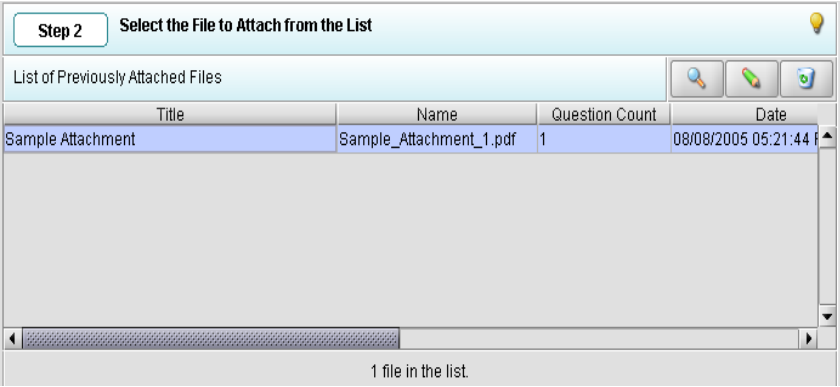 Step 2 Select the File to Attach from the List
List of Previously Attached Files
Title Name Question Count Date
Sample Attachment Sample_Attachment_1.pdf 1 08/08/2005 05:21:44
1 file in the list.